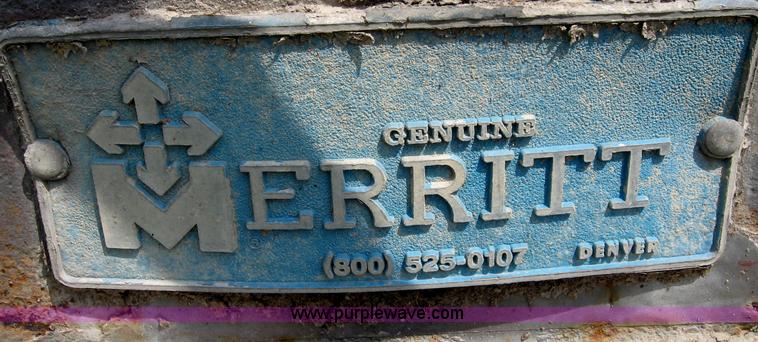 GENUINE
MERRITT
®
(800) 525-0107 DENVER
www.purplewave.com